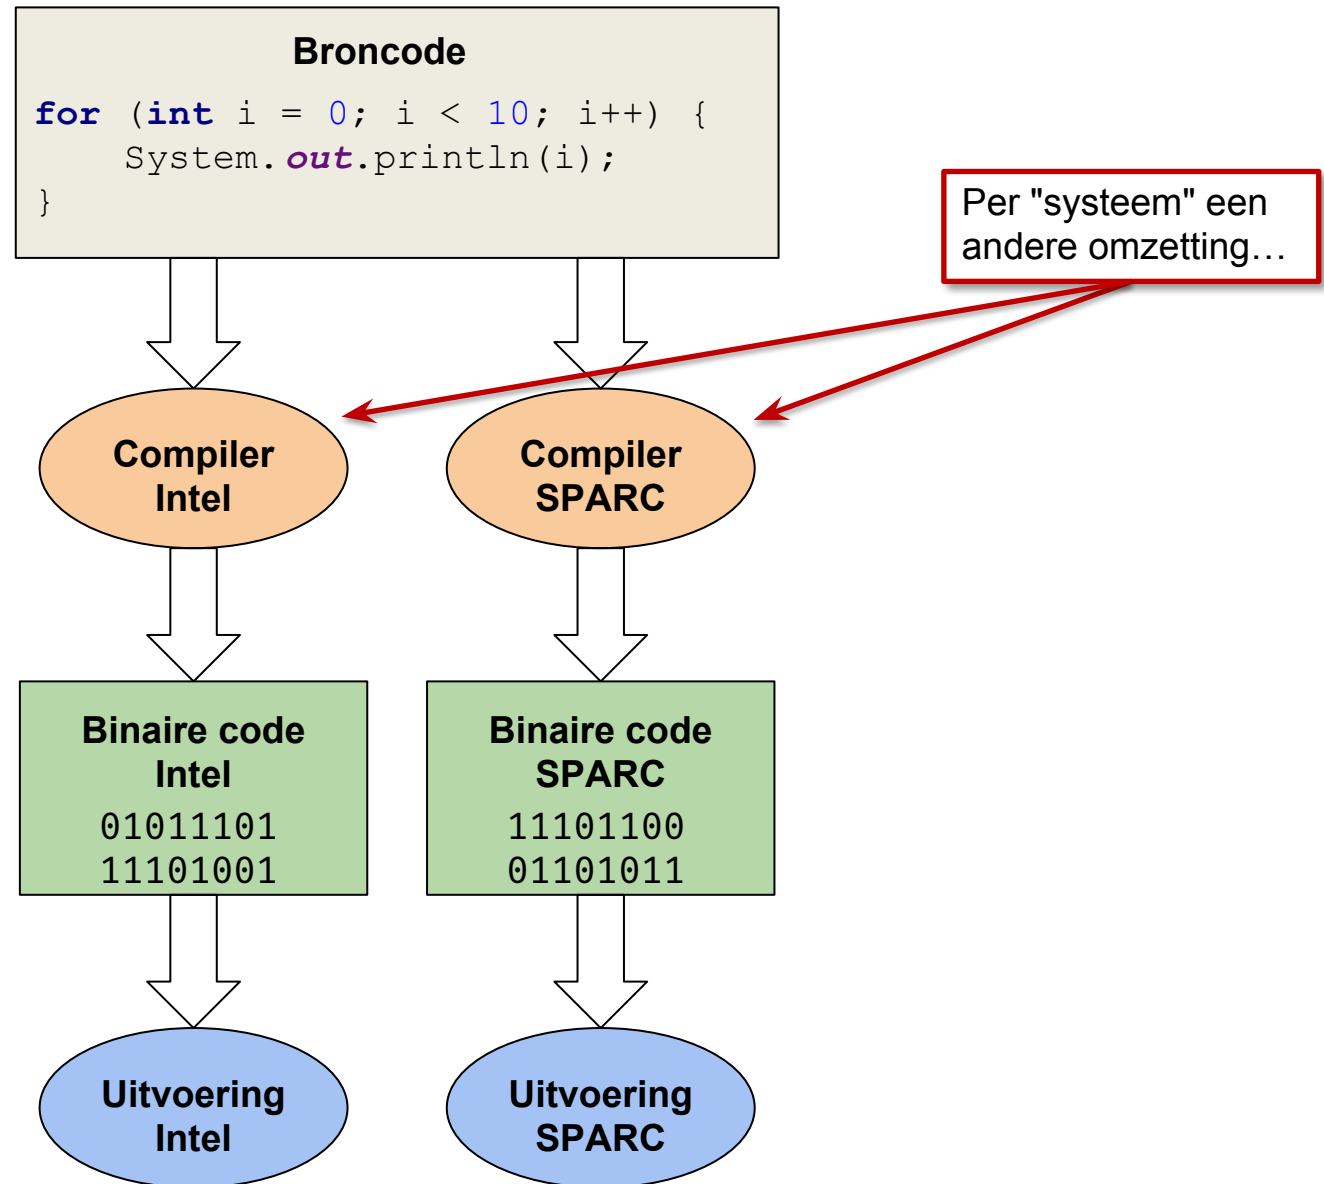 Broncode
for (int i = 0; i < 10; i++) {
    System.out.println(i);
}
Per "systeem" een
andere omzetting…
Compiler
Intel
Compiler
SPARC
Binaire code
Intel
01011101
11101001
Binaire code
SPARC
11101100
01101011
Uitvoering
Intel
Uitvoering
SPARC